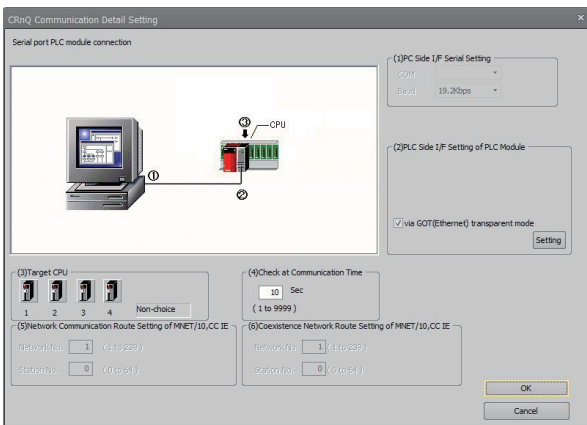 CRnQ Communication Detail Setting
×
Serial port PLC module connection
① ② ③ CPU
(1)PC Side I/F Serial Setting
COM
Baud 19.2Kbps
(2)PLC Side I/F Setting of PLC Module
via GOT(Ethernet) transparent mode
Setting
(3)Target CPU
1 2 3 4 Non-choice
(4)Check at Communication Time
10 Sec
( 1 to 9999 )
(5)Network Communication Route Setting of MNET/10,CC IE
Network No. 1 ( 1 to 239 )
Station No. 0 ( 0 to 64 )
(6)Coexistence Network Route Setting of MNET/10,CC IE
Network No. 1 ( 1 to 239 )
Station No. 0 ( 0 to 64 )
OK
Cancel